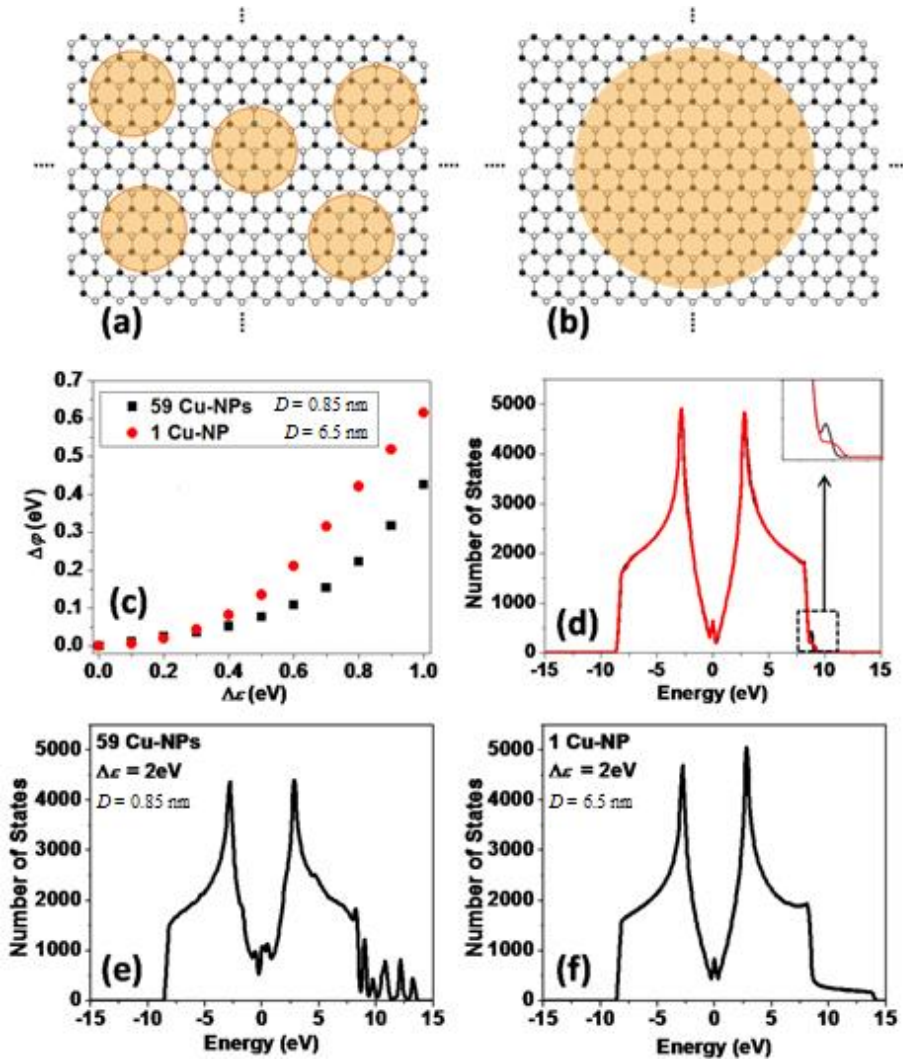 (a)
(b)
0.7
0.6
0.5
0.4
0.3
0.2
0.1
0.0
Δφ (eV)
59 Cu-NPs D = 0.85 nm
1 Cu-NP D = 6.5 nm
(c)
0.0 0.2 0.4 0.6 0.8 1.0
Δε (eV)
5000
4000
3000
2000
1000
0
Number of States
(d)
-15 -10 -5 0 5 10 15
Energy (eV)
5000
4000
3000
2000
1000
0
Number of States
59 Cu-NPs
Δε = 2eV
D = 0.85 nm
(e)
-15 -10 -5 0 5 10 15
Energy (eV)
5000
4000
3000
2000
1000
0
Number of States
1 Cu-NP
Δε = 2eV
D = 6.5 nm
(f)
-15 -10 -5 0 5 10 15
Energy (eV)